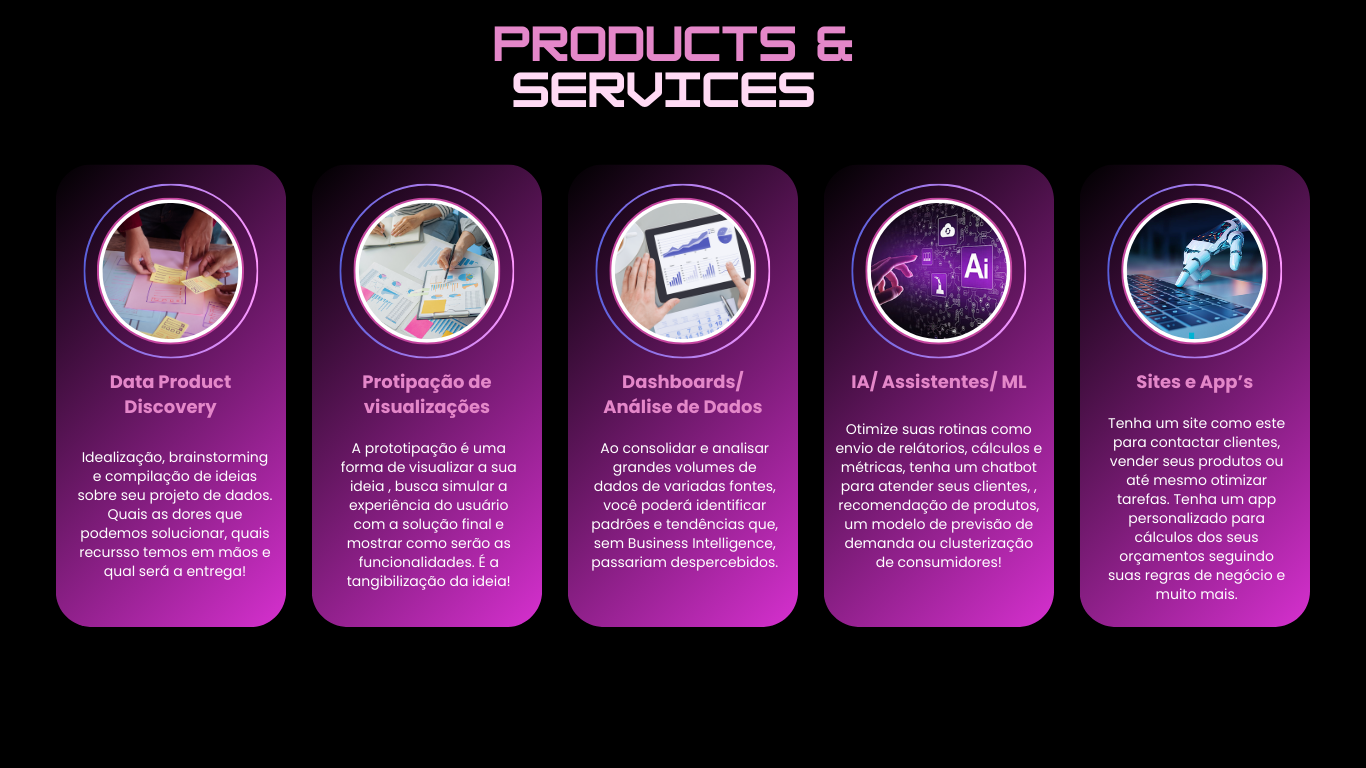 PRODUCTS &
SERVICES
Data Product
Discovery
Idealização, brainstorming
e compilação de ideias
sobre seu projeto de dados.
Quais as dores que
podemos solucionar, quais
recursso temos em mãos e
qual será a entrega!
Protipação de
visualizações
A prototipação é uma
forma de visualizar a sua
ideia , busca simular a
experiência do usuário
com a solução final e
mostrar como serão as
funcionalidades. É a
tangibilização da ideia!
Dashboards/
Análise de Dados
Ao consolidar e analisar
grandes volumes de
dados de variadas fontes,
você poderá identificar
padrões e tendências que,
sem Business Intelligence,
passariam despercebidos.
Ai
IA/ Assistentes/ ML
Otimize suas rotinas como
envio de relátorios, cálculos e
métricas, tenha um chatbot
para atender seus clientes, ,
recomendação de produtos,
um modelo de previsão de
demanda ou clusterização
de consumidores!
Sites e App’s
Tenha um site como este
para contactar clientes,
vender seus produtos ou
até mesmo otimizar
tarefas. Tenha um app
personalizado para
cálculos dos seus
orçamentos seguindo
suas regras de negócio e
muito mais.